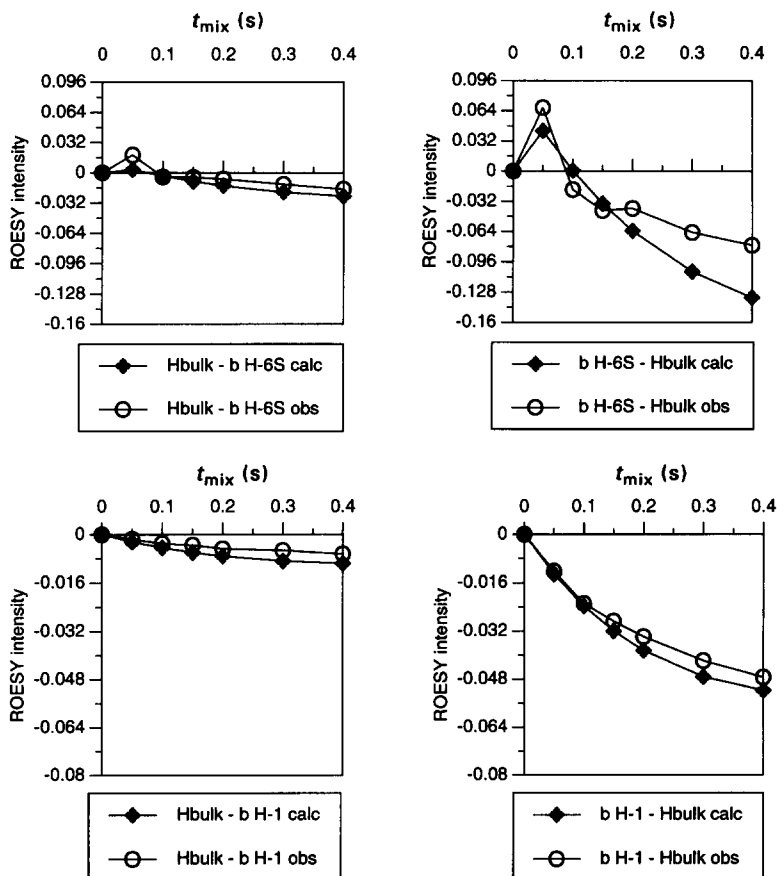 t_mix (s)
0 0.1 0.2 0.3 0.4
0.096
0.064
0.032
0
-0.032
-0.064
-0.096
-0.128
-0.16
ROESY intensity
Hbulk - b H-6S calc
Hbulk - b H-6S obs
t_mix (s)
0 0.1 0.2 0.3 0.4
0.096
0.064
0.032
0
-0.032
-0.064
-0.096
-0.128
-0.16
ROESY intensity
b H-6S - Hbulk calc
b H-6S - Hbulk obs
t_mix (s)
0 0.1 0.2 0.3 0.4
0
-0.016
-0.032
-0.048
-0.064
-0.08
ROESY intensity
Hbulk - b H-1 calc
Hbulk - b H-1 obs
t_mix (s)
0 0.1 0.2 0.3 0.4
0
-0.016
-0.032
-0.048
-0.064
-0.08
ROESY intensity
b H-1 - Hbulk calc
b H-1 - Hbulk obs